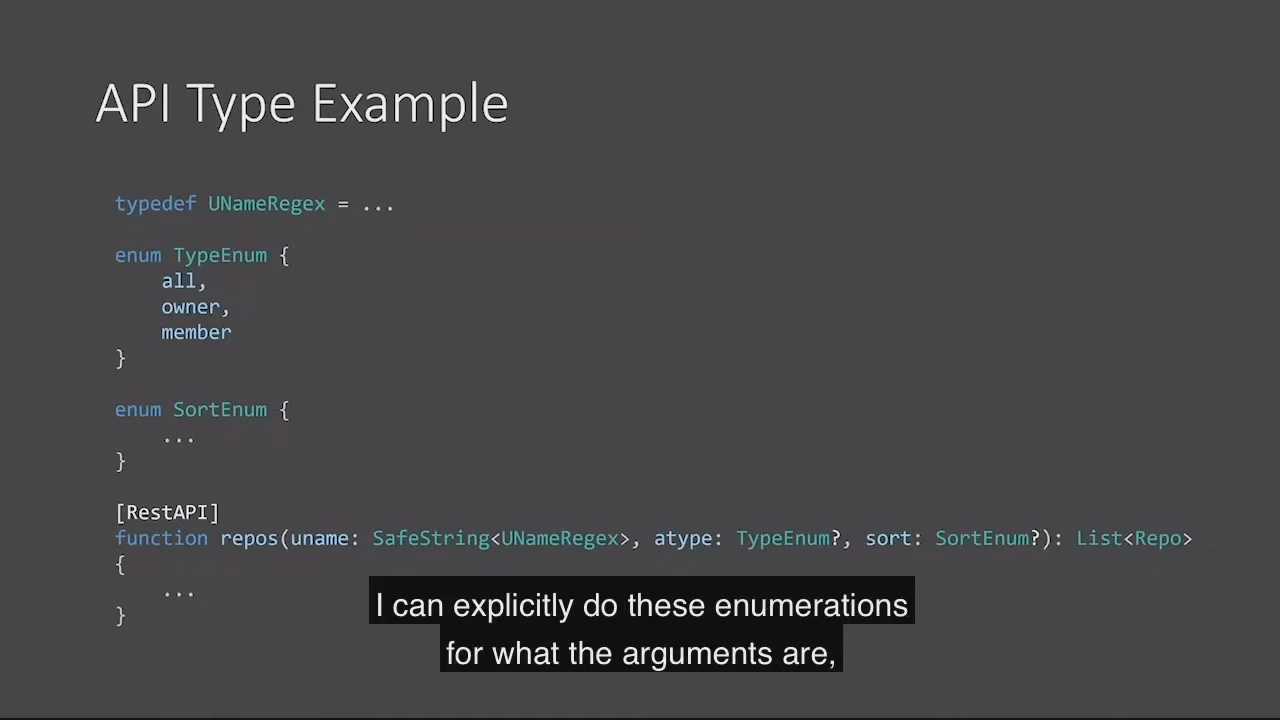 API Type Example
typedef UNameRegex = ...
enum TypeEnum {
    all,
    owner,
    member
}
enum SortEnum {
    ...
}
[RestAPI]
function repos(uname: SafeString<UNameRegex>, atype: TypeEnum?, sort: SortEnum?): List<Repo>
{
    ...
}
I can explicitly do these enumerations
for what the arguments are,